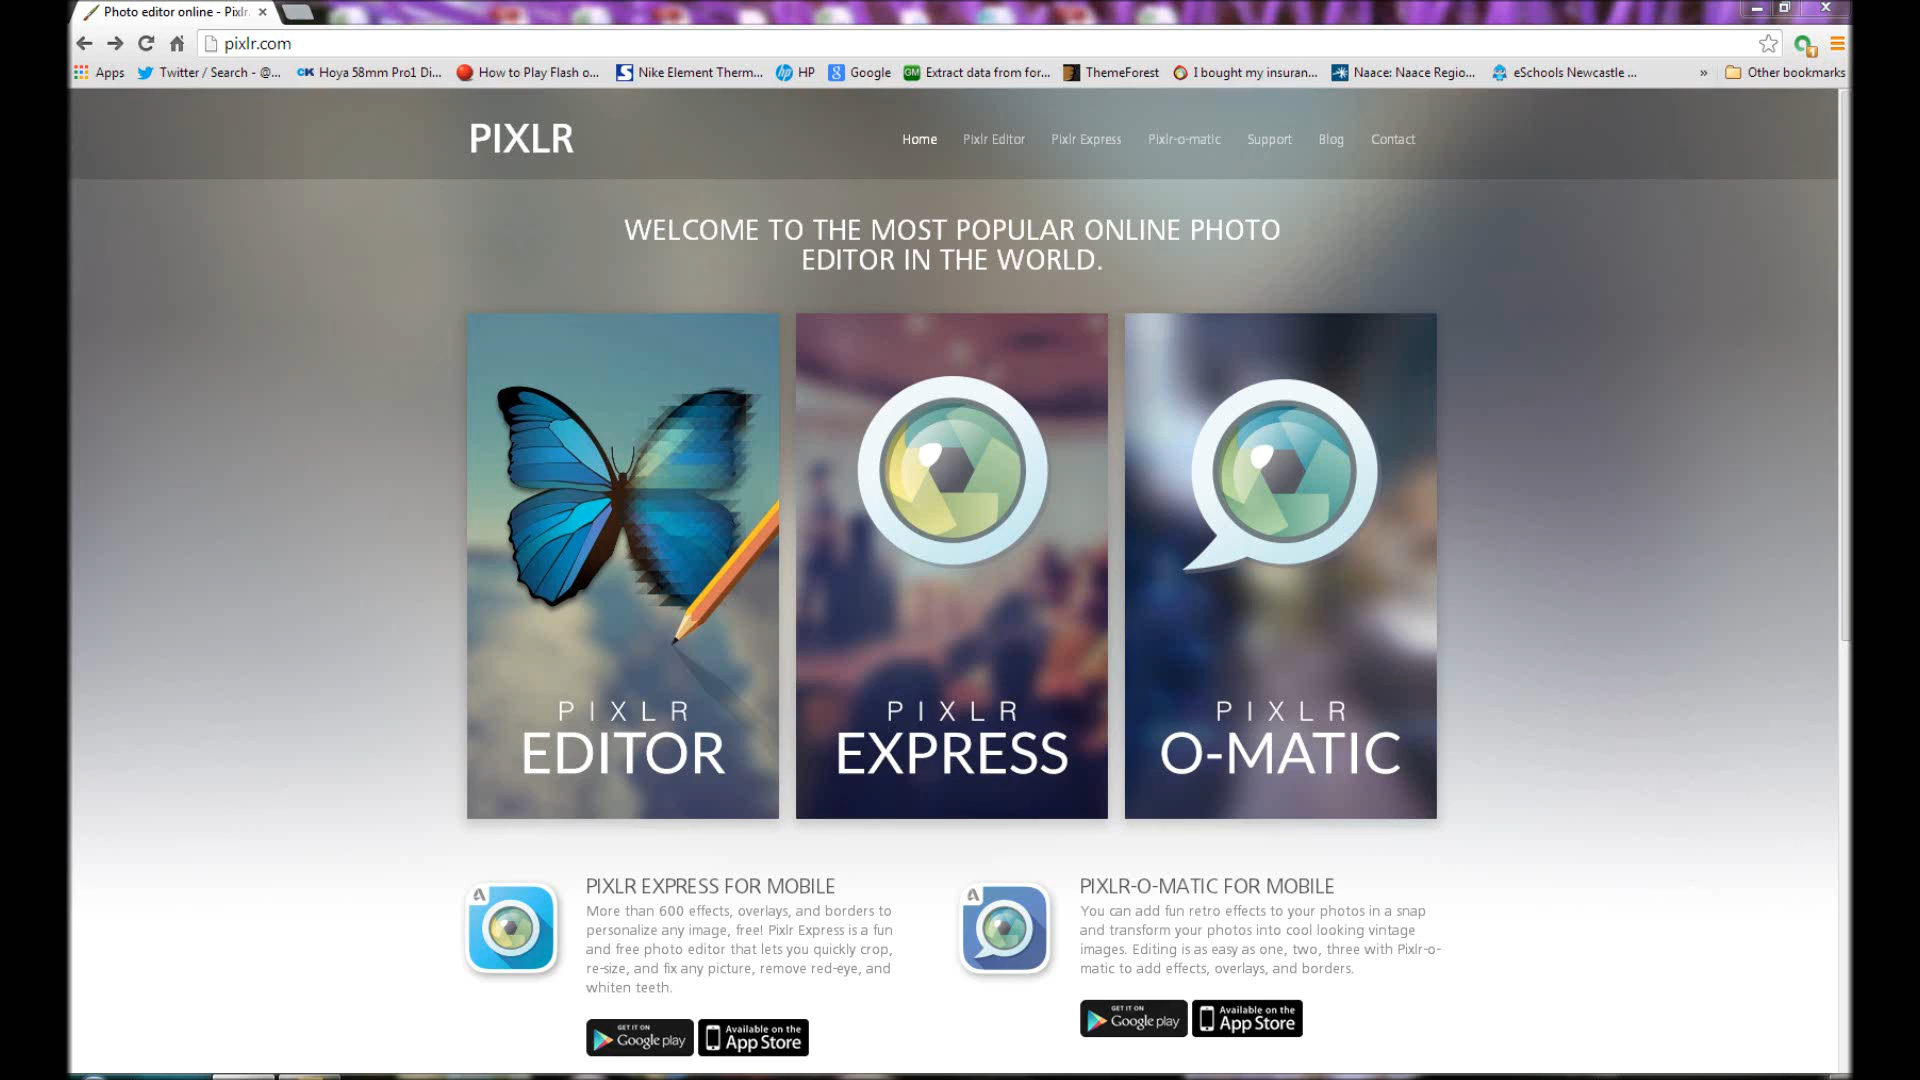 Photo editor online - Pixlr
pixlr.com
Apps
Twitter / Search - @...
CK Hoya 58mm Pro1 Di...
How to Play Flash o...
S Nike Element Therm...
hp HP
8 Google
GM Extract data from for...
ThemeForest
I bought my insuran...
Naace: Naace Regio...
eSchools Newcastle ...
»
Other bookmarks
PIXLR
Home
Pixlr Editor
Pixlr Express
Pixlr-o-matic
Support
Blog
Contact
WELCOME TO THE MOST POPULAR ONLINE PHOTO
EDITOR IN THE WORLD.
PIXLR
EDITOR
PIXLR
EXPRESS
PIXLR
O-MATIC
PIXLR EXPRESS FOR MOBILE
More than 600 effects, overlays, and borders to
personalize any image, free! Pixlr Express is a fun
and free photo editor that lets you quickly crop,
re-size, and fix any picture, remove red-eye, and
whiten teeth.
GET IT ON
Google play
Available on the
App Store
PIXLR-O-MATIC FOR MOBILE
You can add fun retro effects to your photos in a snap
and transform your photos into cool looking vintage
images. Editing is as easy as one, two, three with Pixlr-o-
matic to add effects, overlays, and borders.
GET IT ON
Google play
Available on the
App Store